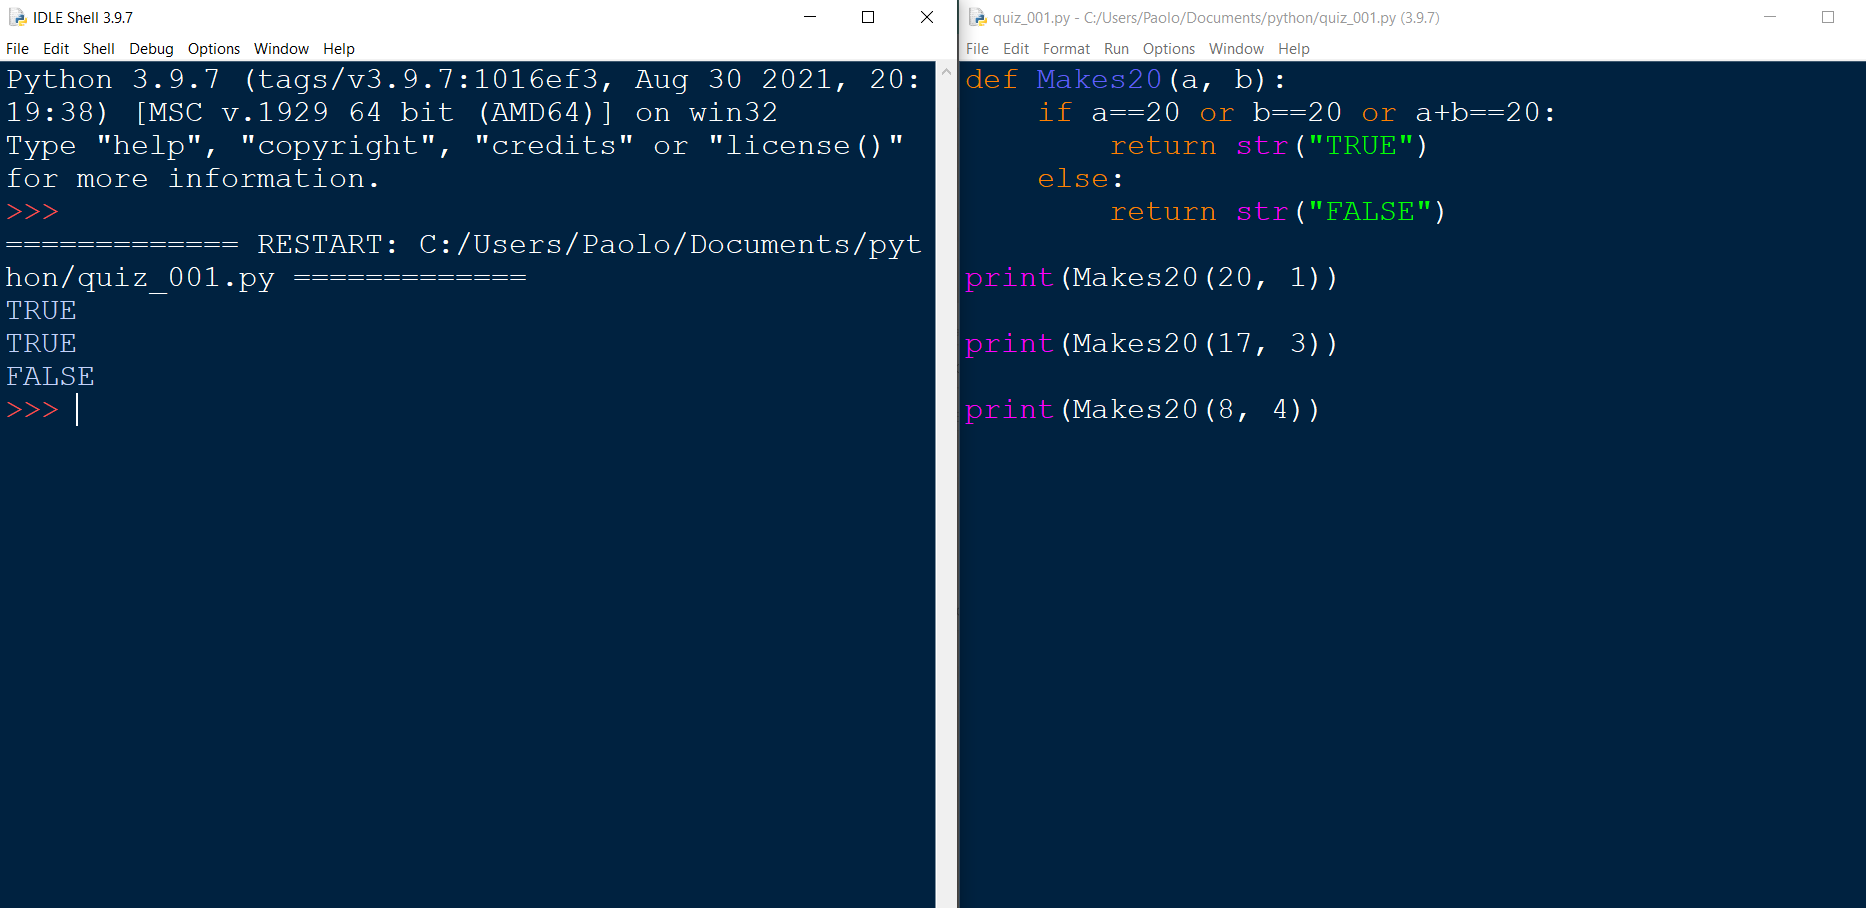 IDLE Shell 3.9.7
File Edit Shell Debug Options Window Help
Python 3.9.7 (tags/v3.9.7:1016ef3, Aug 30 2021, 20:
19:38) [MSC v.1929 64 bit (AMD64)] on win32
Type "help", "copyright", "credits" or "license()"
for more information.
>>>
============= RESTART: C:/Users/Paolo/Documents/pyt
hon/quiz_001.py =============
TRUE
TRUE
FALSE
>>>
quiz_001.py - C:/Users/Paolo/Documents/python/quiz_001.py (3.9.7)
File Edit Format Run Options Window Help
def Makes20(a, b):
    if a==20 or b==20 or a+b==20:
        return str("TRUE")
    else:
        return str("FALSE")
print(Makes20(20, 1))
print(Makes20(17, 3))
print(Makes20(8, 4))